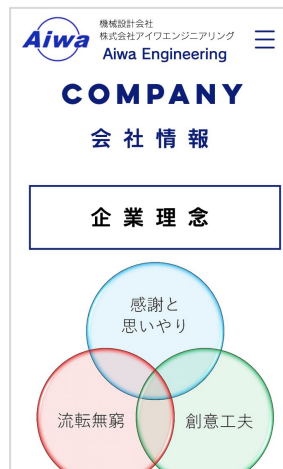 Aiwa
機械設計会社
株式会社アイワエンジニアリング
Aiwa Engineering
COMPANY
会社情報
企業理念
感謝と
思いやり
流転無窮
創意工夫